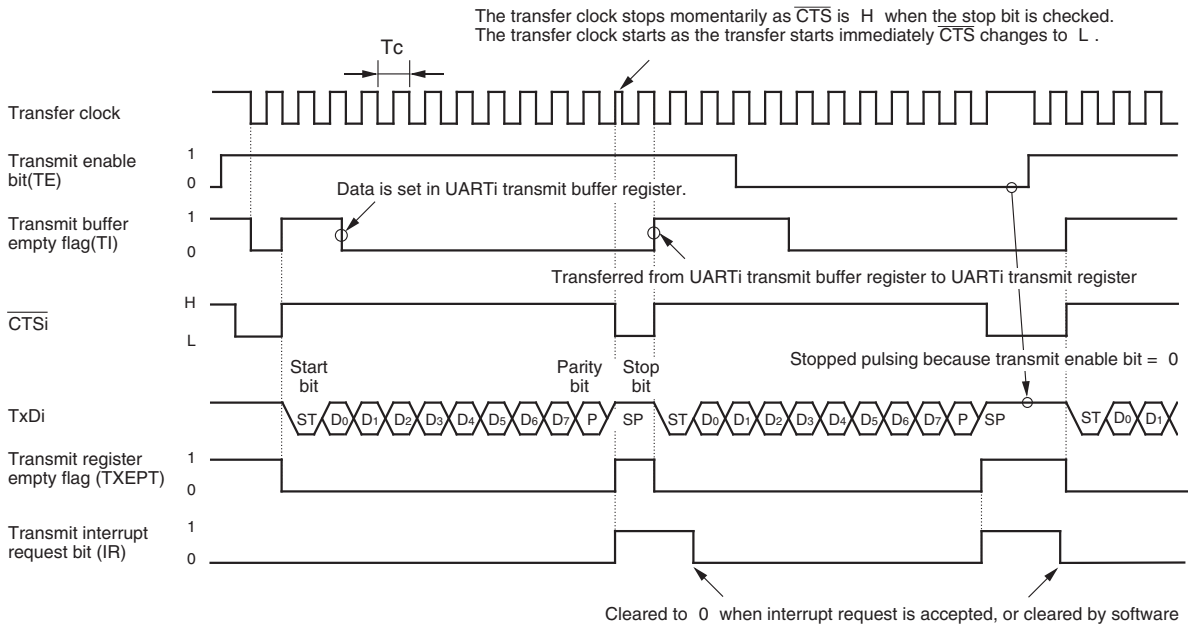 The transfer clock stops momentarily as CTS is H when the stop bit is checked.
The transfer clock starts as the transfer starts immediately CTS changes to L .
Tc
Transfer clock
Transmit enable
bit(TE)
1
0
Data is set in UARTi transmit buffer register.
Transmit buffer
empty flag(TI)
1
0
Transferred from UARTi transmit buffer register to UARTi transmit register
CTSi
H
L
Stopped pulsing because transmit enable bit = 0
Start
bit
Parity
bit
Stop
bit
TxDi
ST D0 D1 D2 D3 D4 D5 D6 D7 P SP ST D0 D1 D2 D3 D4 D5 D6 D7 P SP ST D0 D1
Transmit register
empty flag (TXEPT)
1
0
Transmit interrupt
request bit (IR)
1
0
Cleared to 0 when interrupt request is accepted, or cleared by software